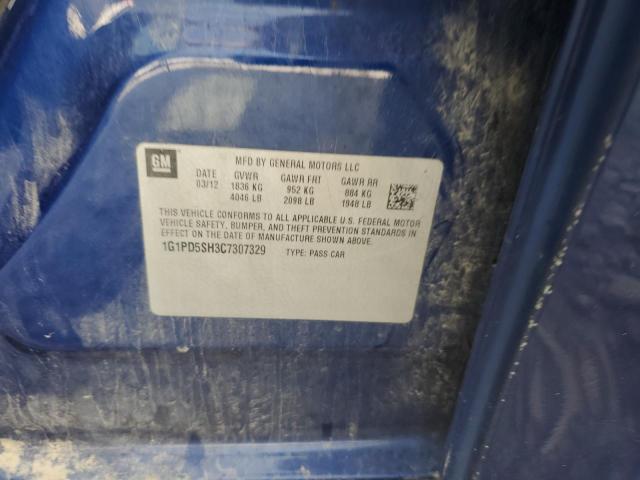 GM
MFD BY GENERAL MOTORS LLC
DATE GVWR GAWR FRT GAWR RR
03/12 1836 KG 952 KG 884 KG
4046 LB 2098 LB 1948 LB
THIS VEHICLE CONFORMS TO ALL APPLICABLE U.S. FEDERAL MOTOR
VEHICLE SAFETY, BUMPER, AND THEFT PREVENTION STANDARDS IN
EFFECT ON THE DATE OF MANUFACTURE SHOWN ABOVE.
1G1PD5SH3C7307329 TYPE: PASS CAR